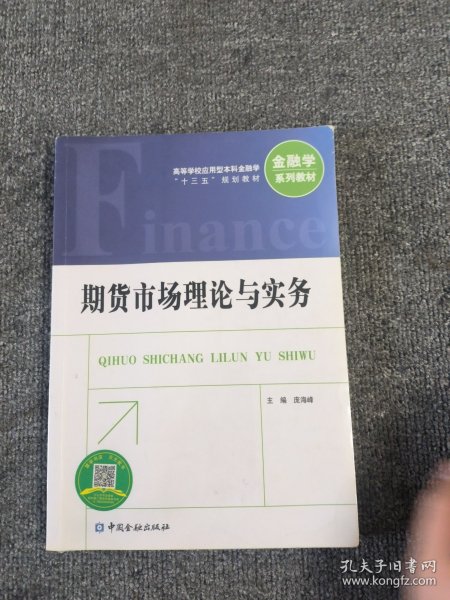 高等学校应用型本科金融学
“十三五”规划教材
金融学
系列教材
Finance
期货市场理论与实务
QIHUO SHICHANG LILUN YU SHIWU
主 编 庞海峰
中国金融出版社
孔夫子旧书网
www.kongfz.com